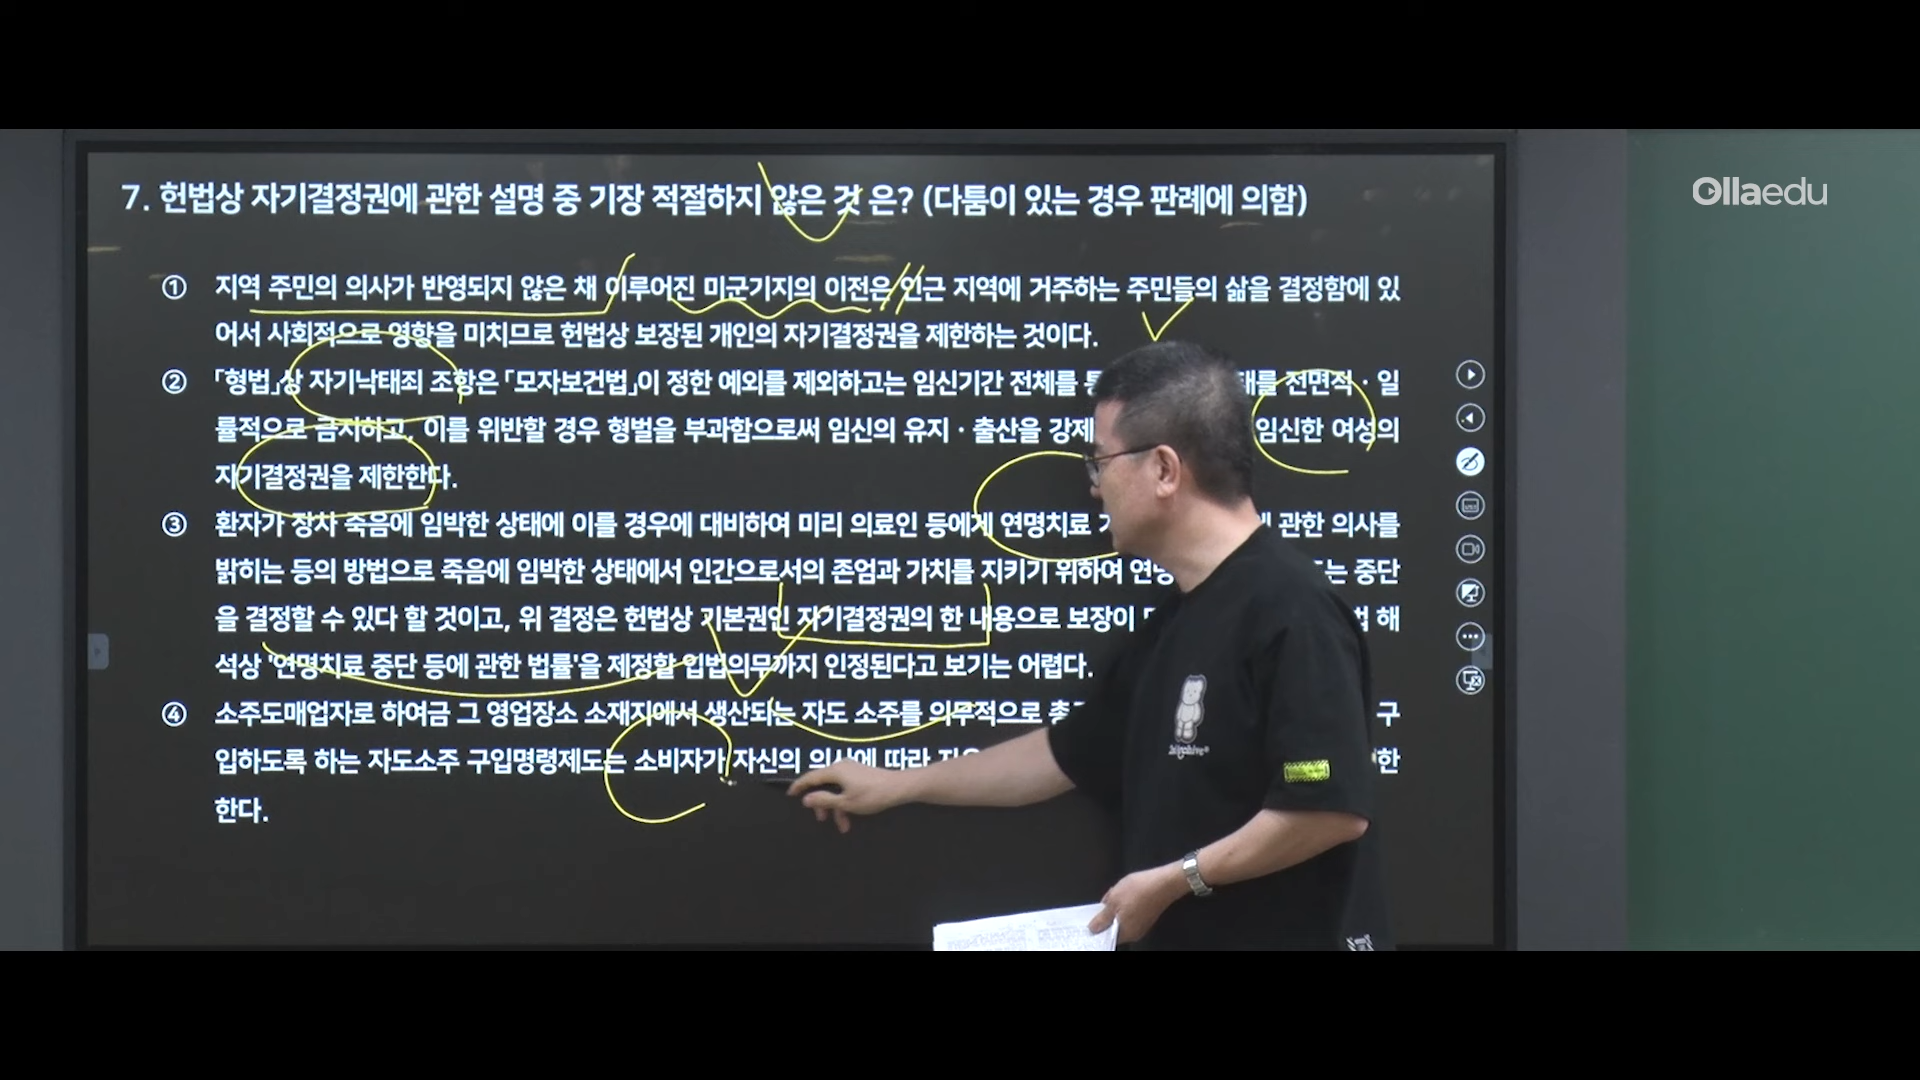 Ollaedu
7. 헌법상 자기결정권에 관한 설명 중 기장 적절하지 않은 것 은? (다툼이 있는 경우 판례에 의함)
① 지역 주민의 의사가 반영되지 않은 채 이루어진 미군기지의 이전은 인근 지역에 거주하는 주민들의 삶을 결정함에 있
어서 사회적으로 영향을 미치므로 헌법상 보장된 개인의 자기결정권을 제한하는 것이다.
② 「형법」상 자기낙태죄 조항은 「모자보건법」이 정한 예외를 제외하고는 임신기간 전체를 전면적 · 일
률적으로 금지하고, 이를 위반할 경우 형벌을 부과함으로써 임신의 유지 · 출산을 강제 임신한 여성의
자기결정권을 제한한다.
③ 환자가 장차 죽음에 임박한 상태에 이를 경우에 대비하여 미리 의료인 등에게 연명치료 관한 의사를
밝히는 등의 방법으로 죽음에 임박한 상태에서 인간으로서의 존엄과 가치를 지키기 위하여 중단
을 결정할 수 있다 할 것이고, 위 결정은 헌법상 기본권인 자기결정권의 한 내용으로 보장이 해
석상 '연명치료 중단 등에 관한 법률'을 제정할 입법의무까지 인정된다고 보기는 어렵다.
④ 소주도매업자로 하여금 그 영업장소 소재지에서 생산되는 자도 소주를 의무적으로 구
입하도록 하는 자도소주 구입명령제도는 소비자가 자신의 의사에 따라
한다.